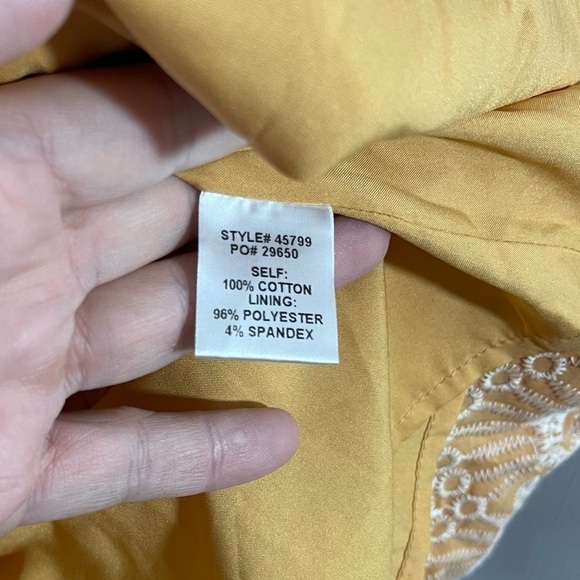 STYLE# 45799
PO# 29650
SELF:
100% COTTON
LINING:
96% POLYESTER
4% SPANDEX